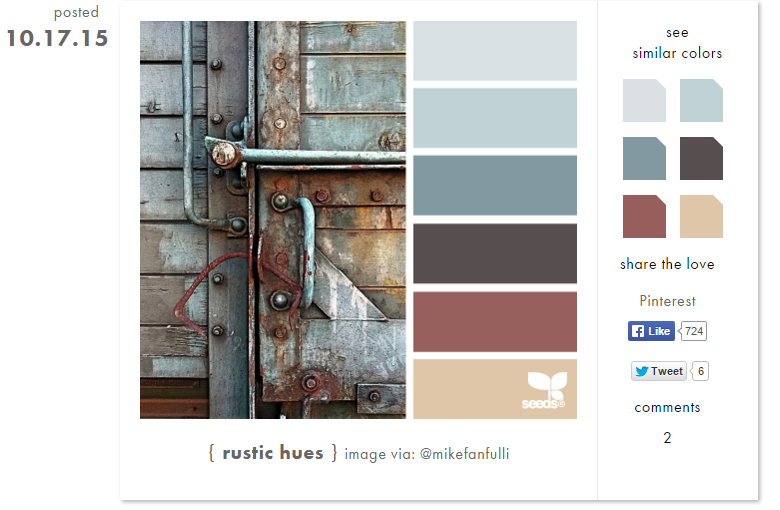 posted
10.17.15
seeds®
{ rustic hues } image via: @mikefanfulli
see
similar colors
share the love
Pinterest
Like 724
Tweet 6
comments
2